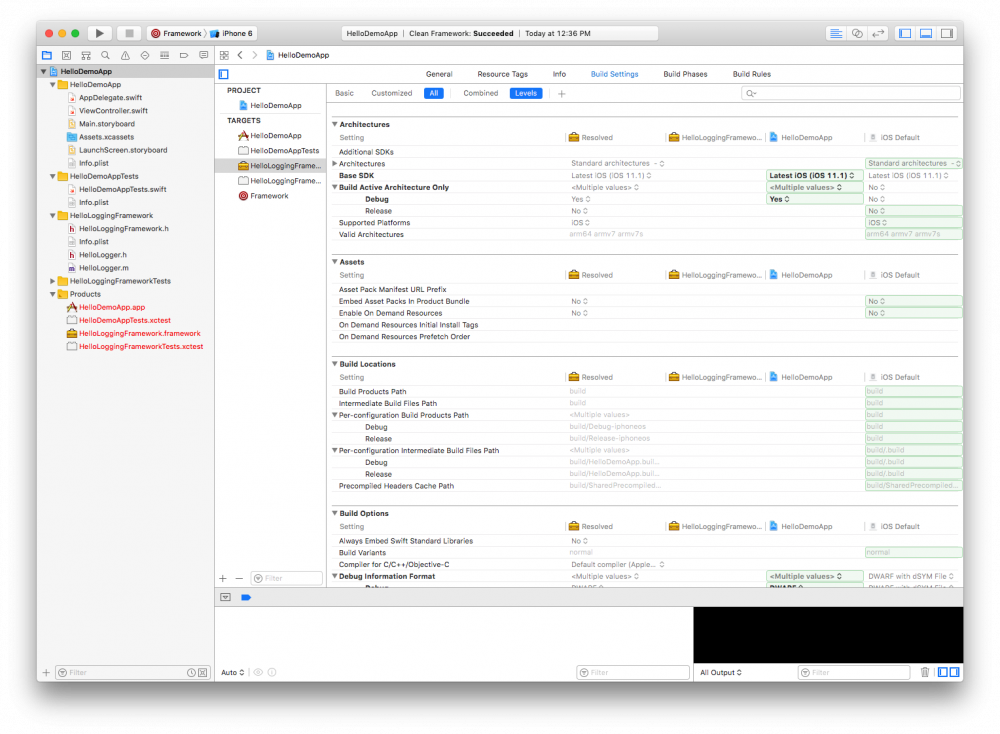 Framework
iPhone 6
HelloDemoApp | Clean Framework: Succeeded | Today at 12:36 PM
HelloDemoApp
HelloDemoApp
HelloDemoApp
AppDelegate.swift
ViewController.swift
Main.storyboard
Assets.xcassets
LaunchScreen.storyboard
Info.plist
HelloDemoAppTests
HelloDemoAppTests.swift
Info.plist
HelloLoggingFramework
HelloLoggingFramework.h
Info.plist
HelloLogger.h
HelloLogger.m
HelloLoggingFrameworkTests
Products
HelloDemoApp.app
HelloDemoAppTests.xctest
HelloLoggingFramework.framework
HelloLoggingFrameworkTests.xctest
Filter
General Resource Tags Info Build Settings Build Phases Build Rules
PROJECT
HelloDemoApp
TARGETS
HelloDemoApp
HelloDemoAppTests
HelloLoggingFrame...
HelloLoggingFrame...
Framework
Filter
Basic Customized All Combined Levels
Architectures
Setting Resolved HelloLoggingFramewo... HelloDemoApp iOS Default
Additional SDKs
Architectures Standard architectures - Standard architectures -
Base SDK Latest iOS (iOS 11.1) Latest iOS (iOS 11.1) Latest iOS (iOS 11.1)
Build Active Architecture Only <Multiple values> <Multiple values> No
Debug Yes Yes No
Release No No
Supported Platforms iOS iOS
Valid Architectures arm64 armv7 armv7s arm64 armv7 armv7s
Assets
Setting Resolved HelloLoggingFramewo... HelloDemoApp iOS Default
Asset Pack Manifest URL Prefix
Embed Asset Packs In Product Bundle No No
Enable On Demand Resources No No
On Demand Resources Initial Install Tags
On Demand Resources Prefetch Order
Build Locations
Setting Resolved HelloLoggingFramewo... HelloDemoApp iOS Default
Build Products Path build build
Intermediate Build Files Path build build
Per-configuration Build Products Path <Multiple values> build
Debug build/Debug-iphoneos build
Release build/Release-iphoneos build
Per-configuration Intermediate Build Files Path <Multiple values> build/.build
Debug build/HelloDemoApp.buil... build/.build
Release build/HelloDemoApp.buil... build/.build
Precompiled Headers Cache Path build/SharedPrecompiled... build/SharedPrecompiled...
Build Options
Setting Resolved HelloLoggingFramewo... HelloDemoApp iOS Default
Always Embed Swift Standard Libraries No
Build Variants normal normal
Compiler for C/C++/Objective-C Default compiler (Apple...
Debug Information Format <Multiple values> <Multiple values> DWARF with dSYM File
Auto
Filter
All Output
Filter